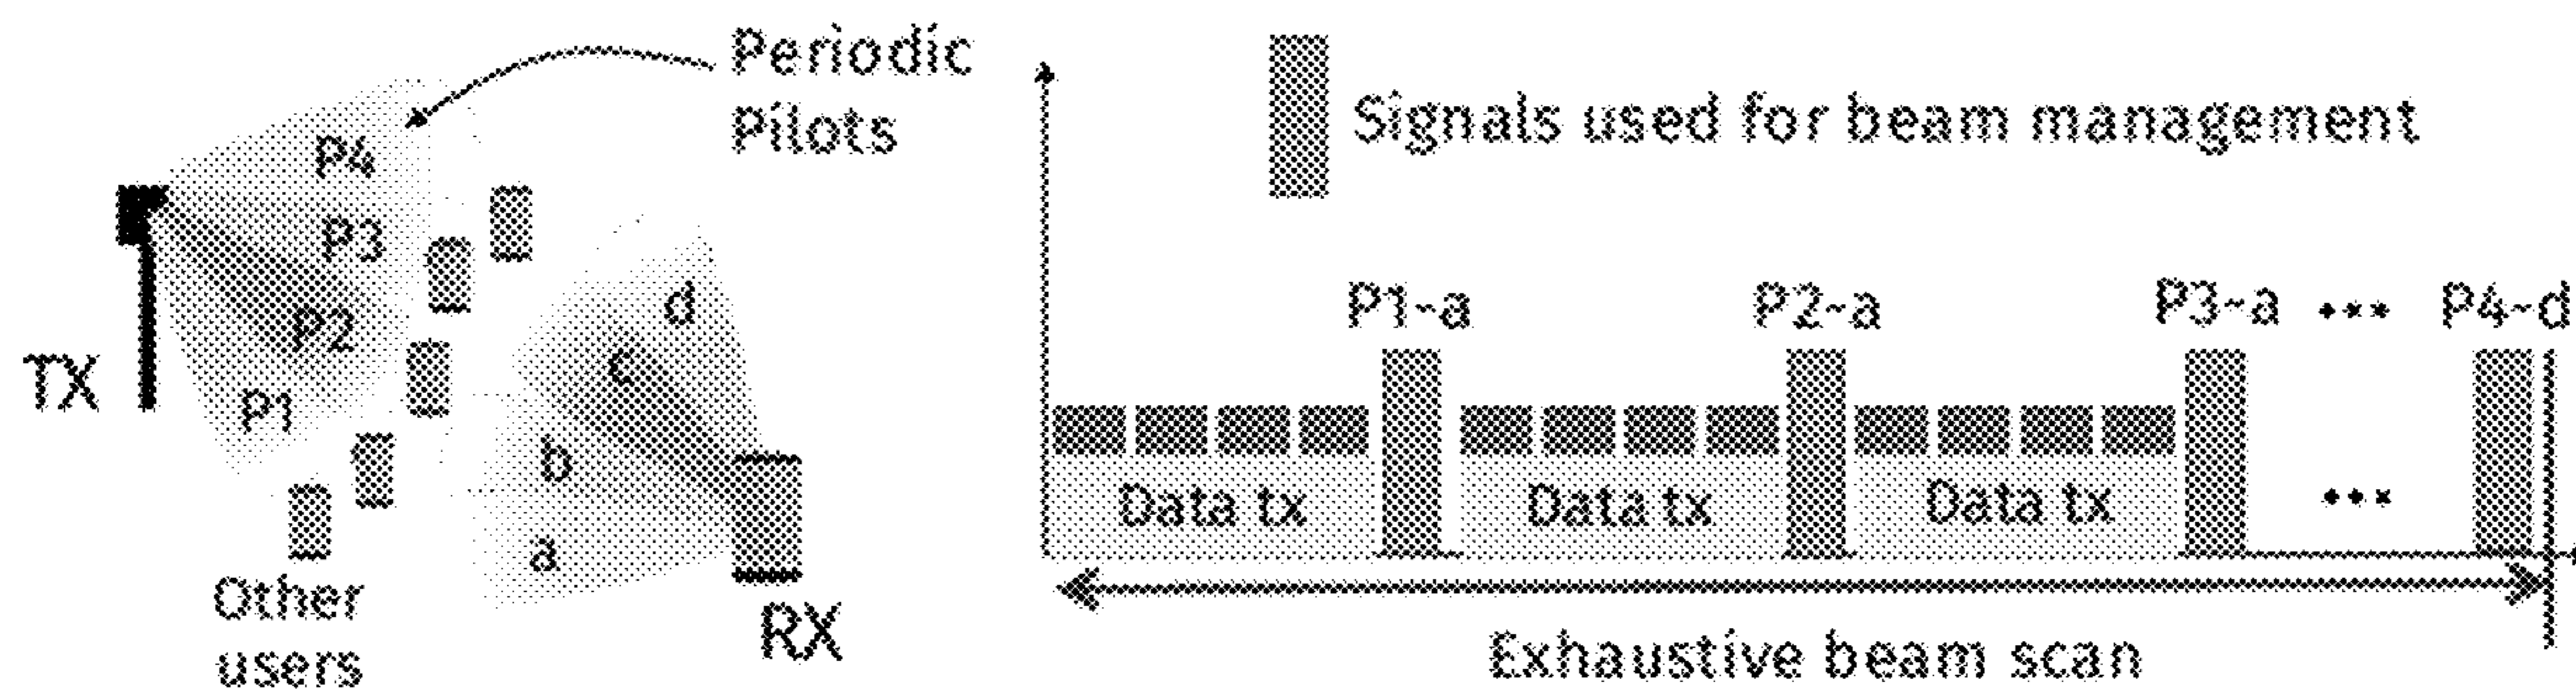 Periodic
Pilots
P4
P3
P2
P1
TX
Other
users
d
c
b
a
RX
Signals used for beam management
P1-a
P2-a
P3-a
•••
P4-d
Data tx
Data tx
Data tx
•••
Exhaustive beam scan